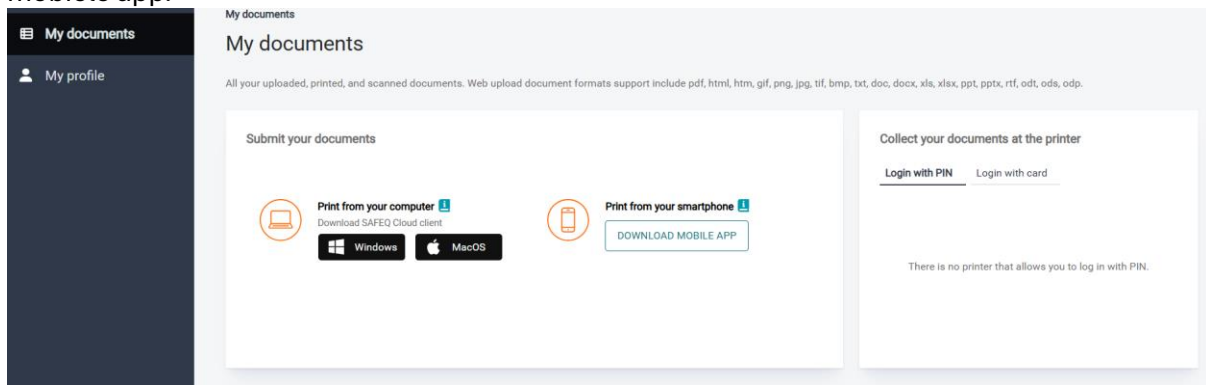 My documents
My profile
My documents
My documents
All your uploaded, printed, and scanned documents. Web upload document formats support include pdf, html, htm, gif, png, jpg, tif, bmp, txt, doc, docx, xls, xlsx, ppt, pptx, rtf, odt, ods, odp.
Submit your documents
Print from your computer
Download SAFEQ Cloud client
Windows
MacOS
Print from your smartphone
DOWNLOAD MOBILE APP
Collect your documents at the printer
Login with PIN
Login with card
There is no printer that allows you to log in with PIN.